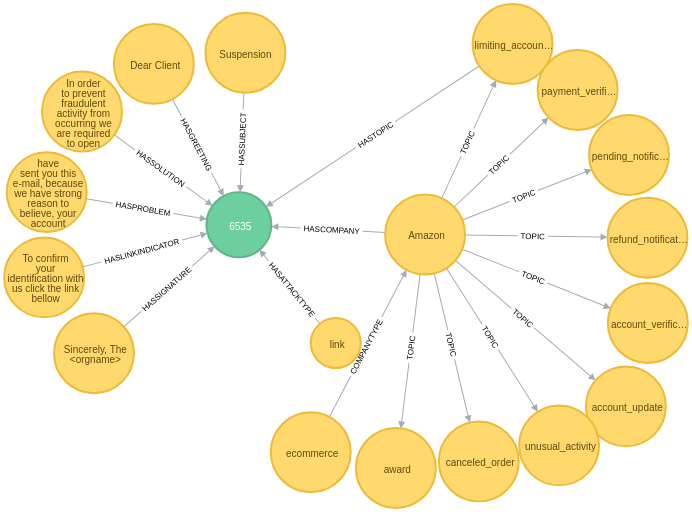 limiting_accoun…
Dear Client
Suspension
payment_verifi…
In order
to prevent
fraudulent
activity from
occurring we
are required
to open
HASGREETING
HASSUBJECT
HASTOPIC
TOPIC
TOPIC
pending_notific…
HASSOLUTION
have
sent you this
e-mail, because
we have strong
reason to
believe, your
account
HASPROBLEM
TOPIC
6535
HASCOMPANY
Amazon
TOPIC
refund_notificat…
To confirm
your
identification with
us click the link
bellow
HASLINKINDICATOR
HASSIGNATURE
HASATTACKTYPE
TOPIC
account_verific…
Sincerely, The
<orgname>
link
COMPANYTYPE
TOPIC
TOPIC
TOPIC
TOPIC
account_update
ecommerce
award
canceled_order
unusual_activity